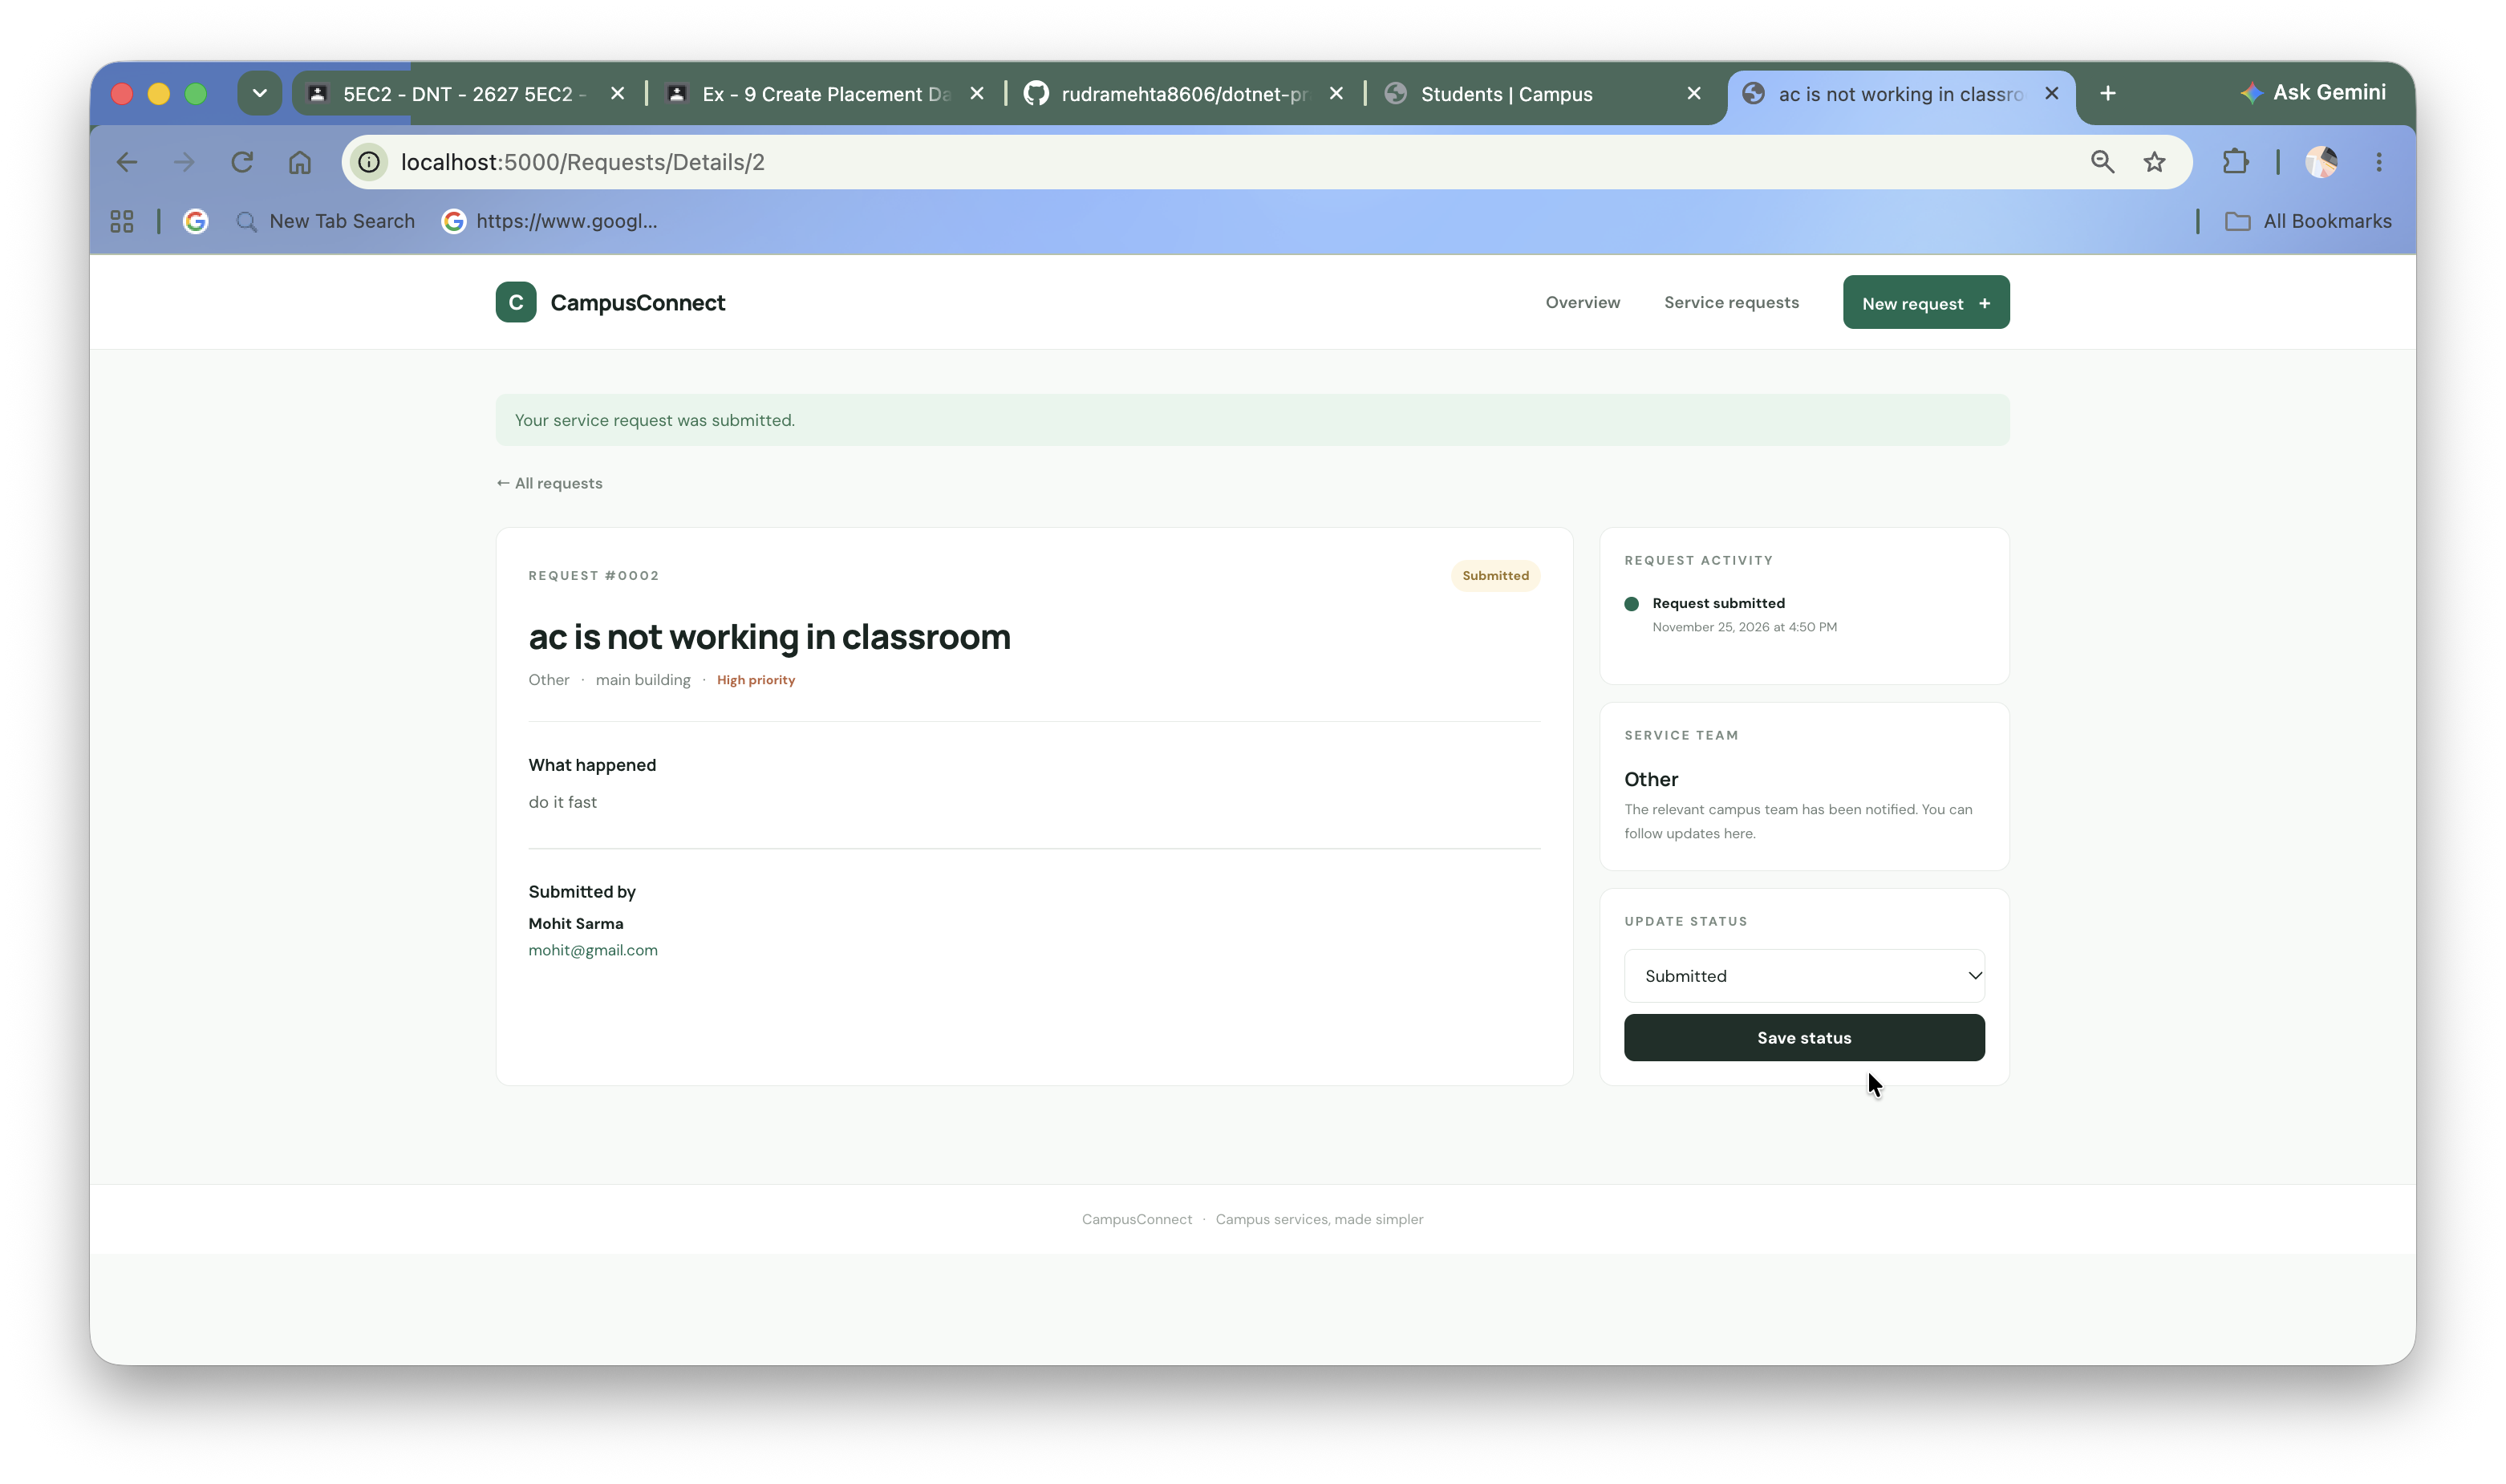 5EC2 - DNT - 2627 5EC2 -
Ex - 9 Create Placement Da
rudramehta8606/dotnet-pr
Students | Campus
ac is not working in classro
Ask Gemini
localhost:5000/Requests/Details/2
New Tab Search
https://www.googl...
All Bookmarks
C
CampusConnect
Overview
Service requests
New request +
Your service request was submitted.
← All requests
REQUEST #0002
Submitted
ac is not working in classroom
Other · main building · High priority
What happened
do it fast
Submitted by
Mohit Sarma
mohit@gmail.com
REQUEST ACTIVITY
Request submitted
November 25, 2026 at 4:50 PM
SERVICE TEAM
Other
The relevant campus team has been notified. You can
follow updates here.
UPDATE STATUS
Submitted
Save status
CampusConnect · Campus services, made simpler